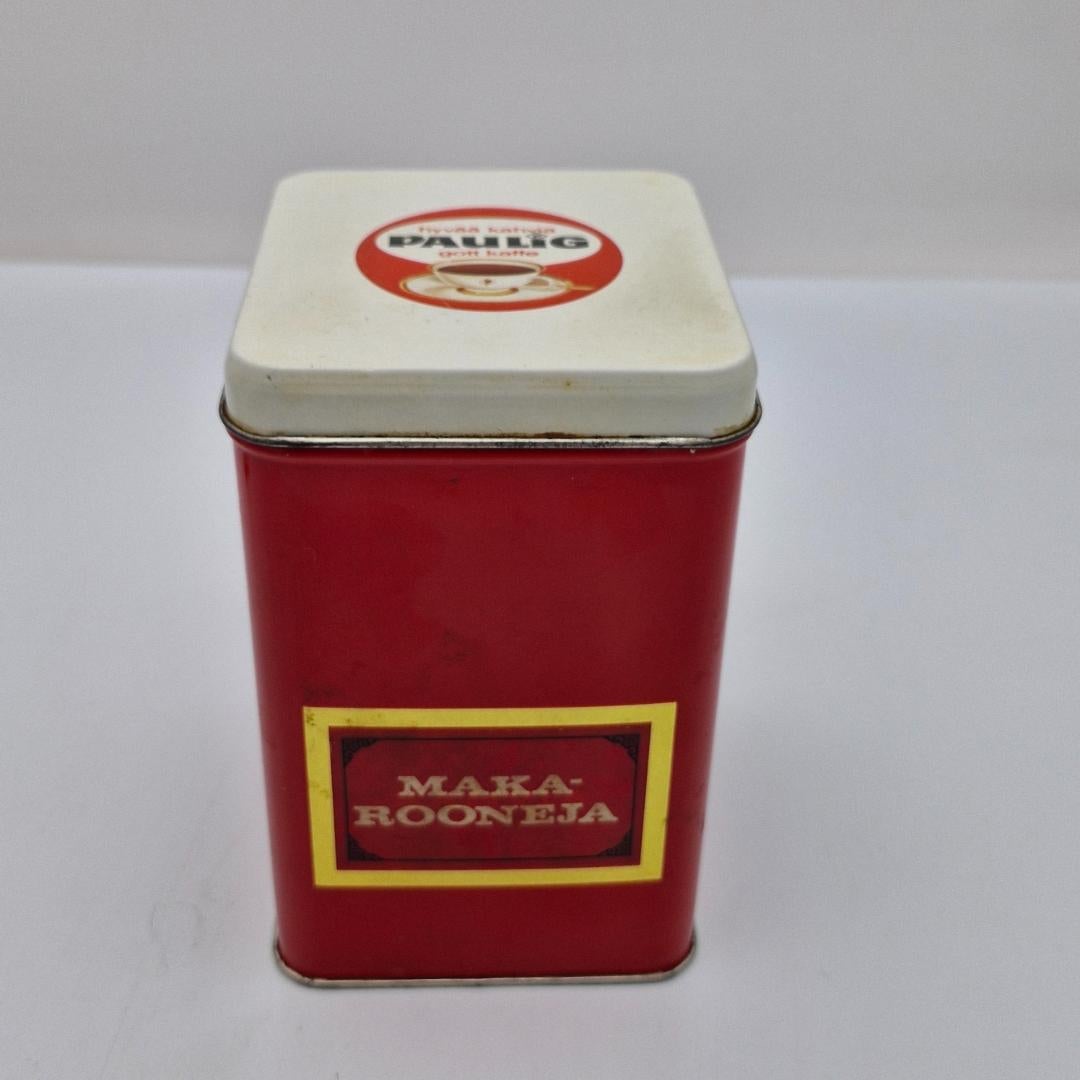 hyvää kahvia
PAULiG
gott kaffe
MAKA-
ROONEJA